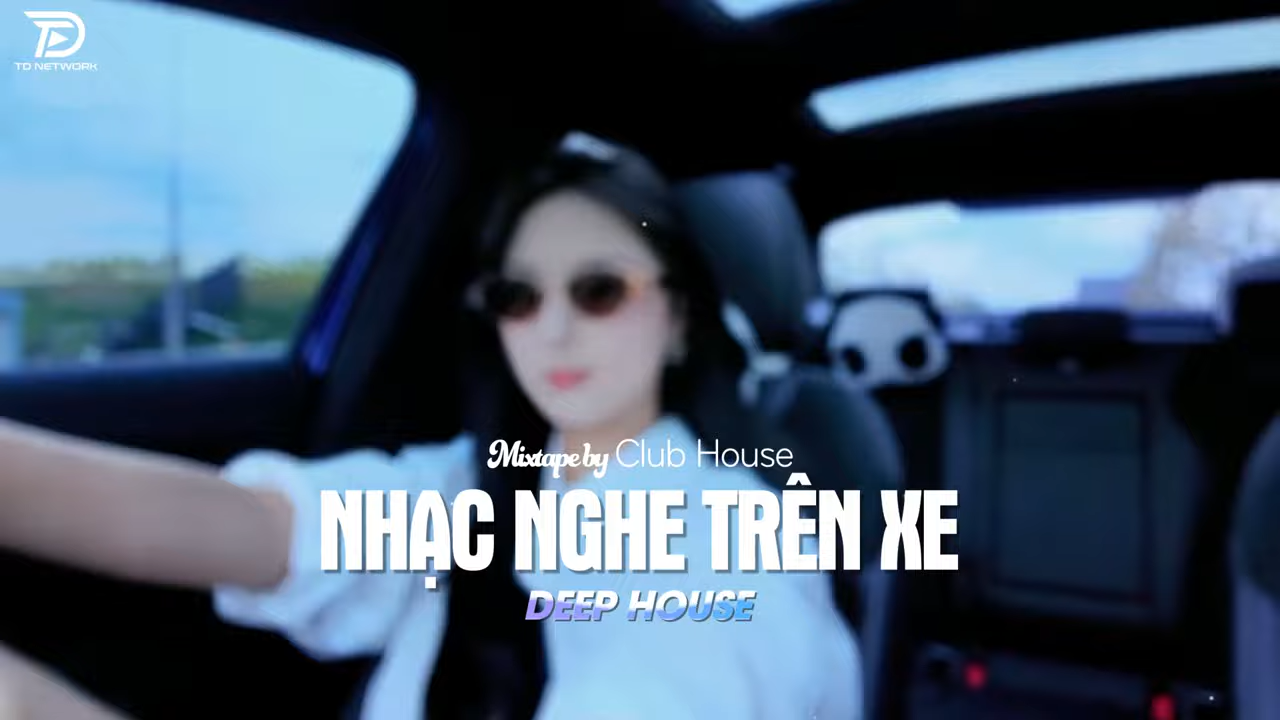 TD NETWORK
Mixtape by Club House
NHẠC NGHE TRÊN XE
DEEP HOUSE